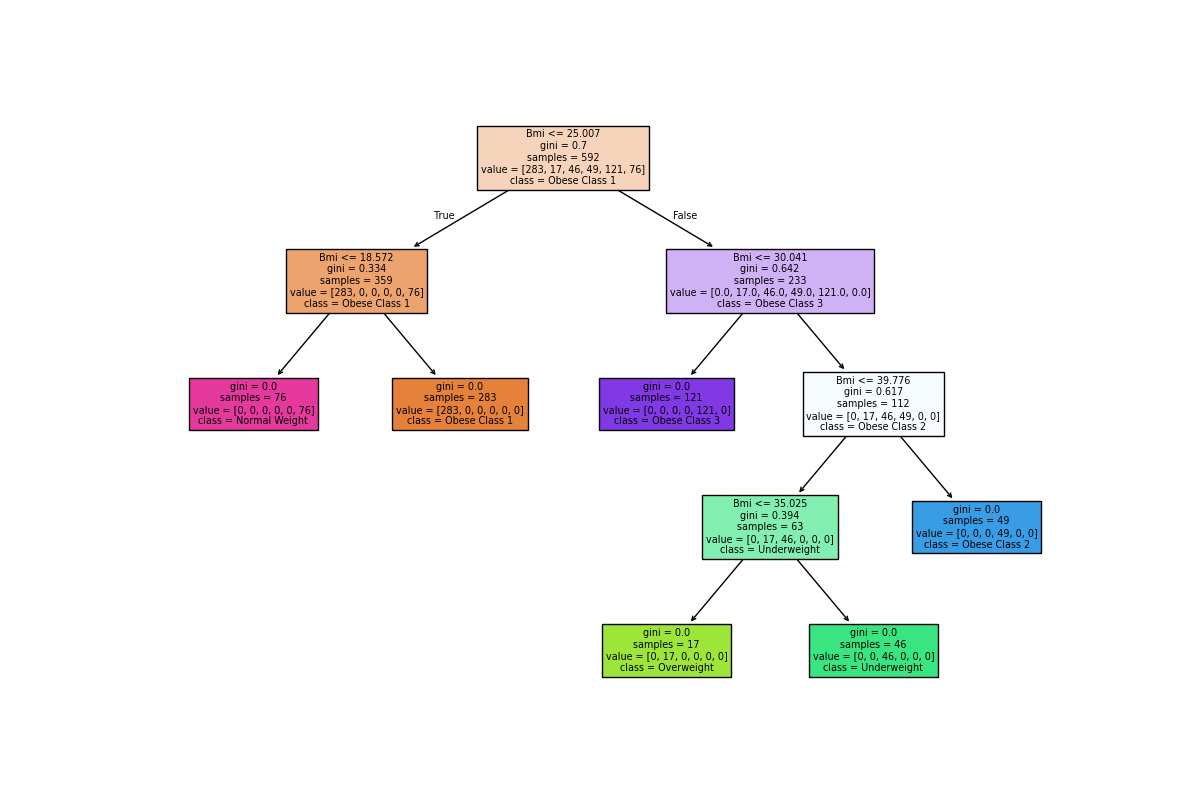 Bmi <= 25.007
gini = 0.7
samples = 592
value = [283, 17, 46, 49, 121, 76]
class = Obese Class 1
True
False
Bmi <= 18.572
gini = 0.334
samples = 359
value = [283, 0, 0, 0, 0, 76]
class = Obese Class 1
Bmi <= 30.041
gini = 0.642
samples = 233
value = [0.0, 17.0, 46.0, 49.0, 121.0, 0.0]
class = Obese Class 3
gini = 0.0
samples = 76
value = [0, 0, 0, 0, 0, 76]
class = Normal Weight
gini = 0.0
samples = 283
value = [283, 0, 0, 0, 0, 0]
class = Obese Class 1
gini = 0.0
samples = 121
value = [0, 0, 0, 0, 121, 0]
class = Obese Class 3
Bmi <= 39.776
gini = 0.617
samples = 112
value = [0, 17, 46, 49, 0, 0]
class = Obese Class 2
Bmi <= 35.025
gini = 0.394
samples = 63
value = [0, 17, 46, 0, 0, 0]
class = Underweight
gini = 0.0
samples = 49
value = [0, 0, 0, 49, 0, 0]
class = Obese Class 2
gini = 0.0
samples = 17
value = [0, 17, 0, 0, 0, 0]
class = Overweight
gini = 0.0
samples = 46
value = [0, 0, 46, 0, 0, 0]
class = Underweight